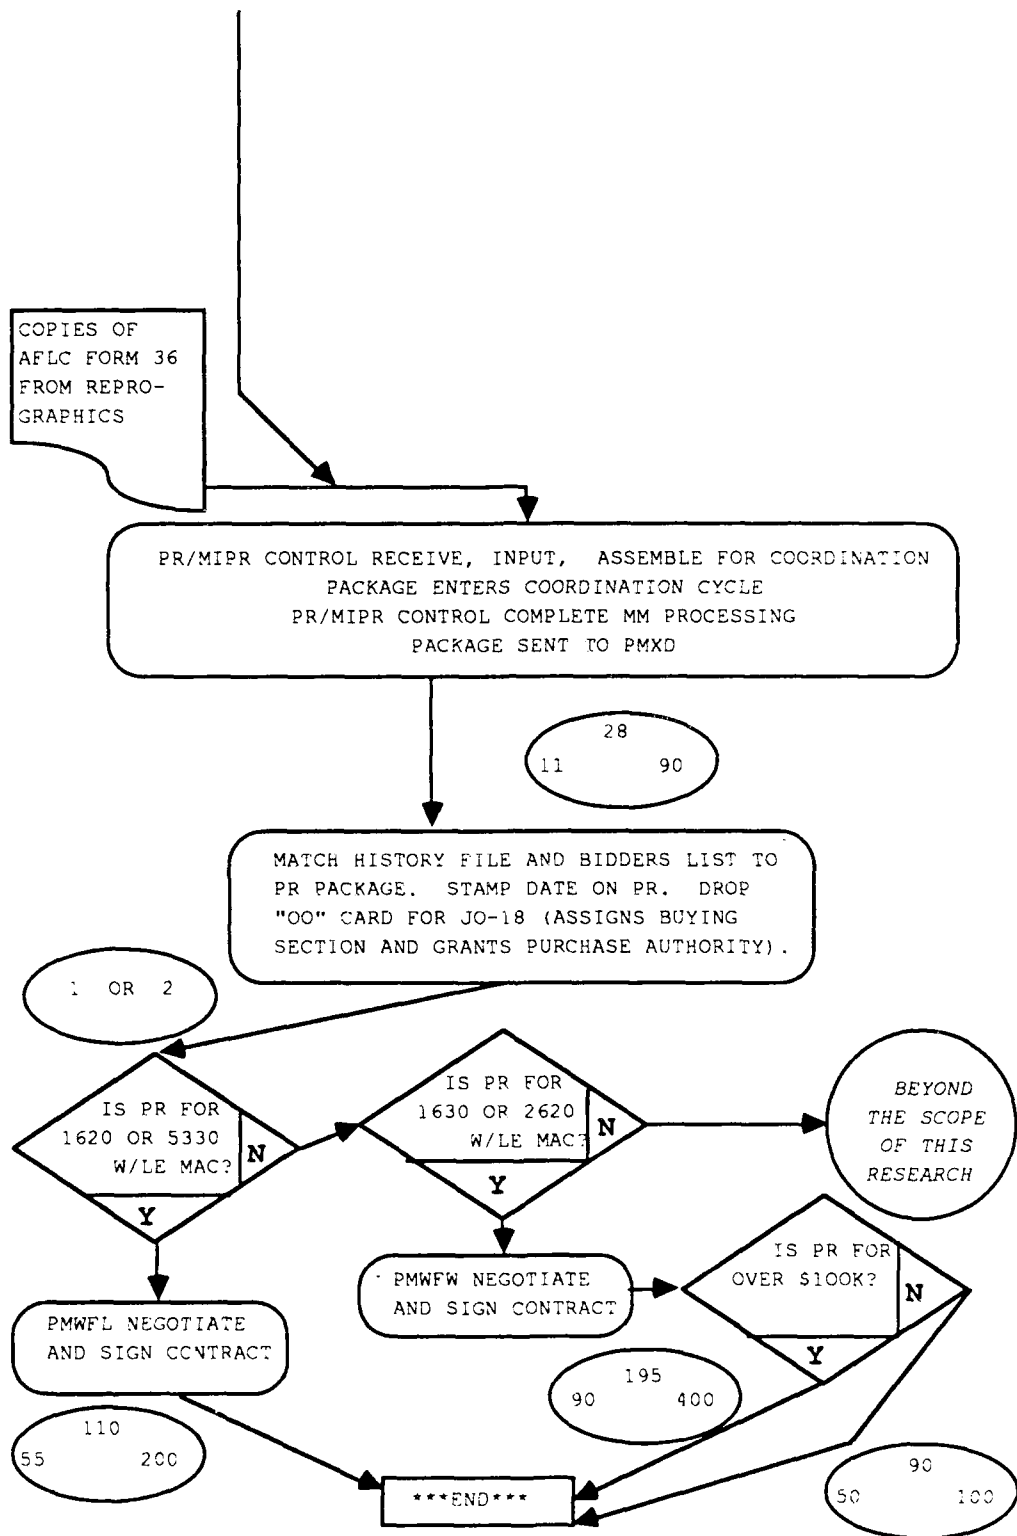 COPIES OF
AFLC FORM 36
FROM REPRO-
GRAPHICS
PR/MIPR CONTROL RECEIVE, INPUT, ASSEMBLE FOR COORDINATION
PACKAGE ENTERS COORDINATION CYCLE
PR/MIPR CONTROL COMPLETE MM PROCESSING
PACKAGE SENT TO PMXD
28
11 90
MATCH HISTORY FILE AND BIDDERS LIST TO
PR PACKAGE. STAMP DATE ON PR. DROP
"OO" CARD FOR JO-18 (ASSIGNS BUYING
SECTION AND GRANTS PURCHASE AUTHORITY).
1 OR 2
IS PR FOR
1620 OR 5330
W/LE MAC?
N
Y
IS PR FOR
1630 OR 2620
W/LE MAC?
N
Y
BEYOND
THE SCOPE
OF THIS
RESEARCH
PMWFL NEGOTIATE
AND SIGN CONTRACT
PMWFW NEGOTIATE
AND SIGN CONTRACT
IS PR FOR
OVER $100K?
N
Y
110
55 200
195
90 400
90
50 100
***END***